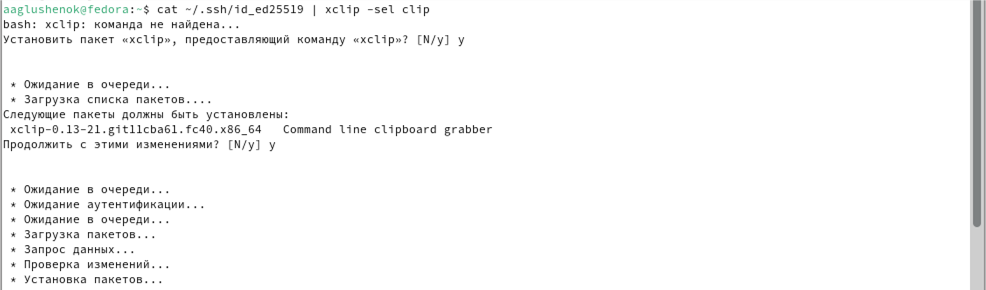 aaglushenok@fedora:~$ cat ~/.ssh/id_ed25519 | xclip -sel clip
bash: xclip: команда не найдена...
Установить пакет «xclip», предоставляющий команду «xclip»? [N/y] y
* Ожидание в очереди...
* Загрузка списка пакетов....
Следующие пакеты должны быть установлены:
xclip-0.13-21.git11cba61.fc40.x86_64   Command line clipboard grabber
Продолжить с этими изменениями? [N/y] y
* Ожидание в очереди...
* Ожидание аутентификации...
* Ожидание в очереди...
* Загрузка пакетов...
* Запрос данных...
* Проверка изменений...
* Установка пакетов...